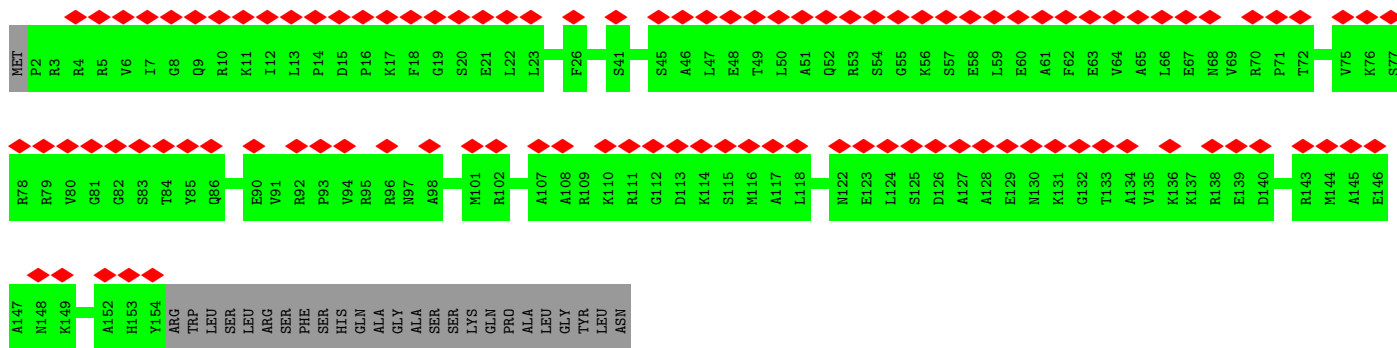 MET P2 R3 R4 R5 V6 I7 G8 Q9 R10 K11 I12 L13 P14 D15 P16 K17 F18 G19 S20 E21 L22 L23 F26 S41 S45 A46 L47 E48 T49 L50 A51 Q52 R53 S54 G55 K56 S57 E58 L59 E60 A61 F62 E63 V64 A65 L66 E67 N68 V69 R70 P71 T72 V75 K76 S77
R78 R79 V80 G81 G82 S83 T84 Y85 Q86 E90 V91 R92 P93 V94 R95 R96 N97 A98 M101 R102 A107 A108 R109 K110 R111 G112 D113 K114 S115 M116 A117 L118 N122 E123 L124 S125 D126 A127 A128 E129 N130 K131 G132 T133 A134 V135 K136 K137 R138 E139 D140 R143 M144 A145 E146
A147 N148 K149 A152 H153 Y154 ARG TRP LEU SER LEU ARG SER PHE SER HIS GLN ALA GLY ALA SER SER LYS GLN PRO ALA LEU GLY TYR LEU ASN